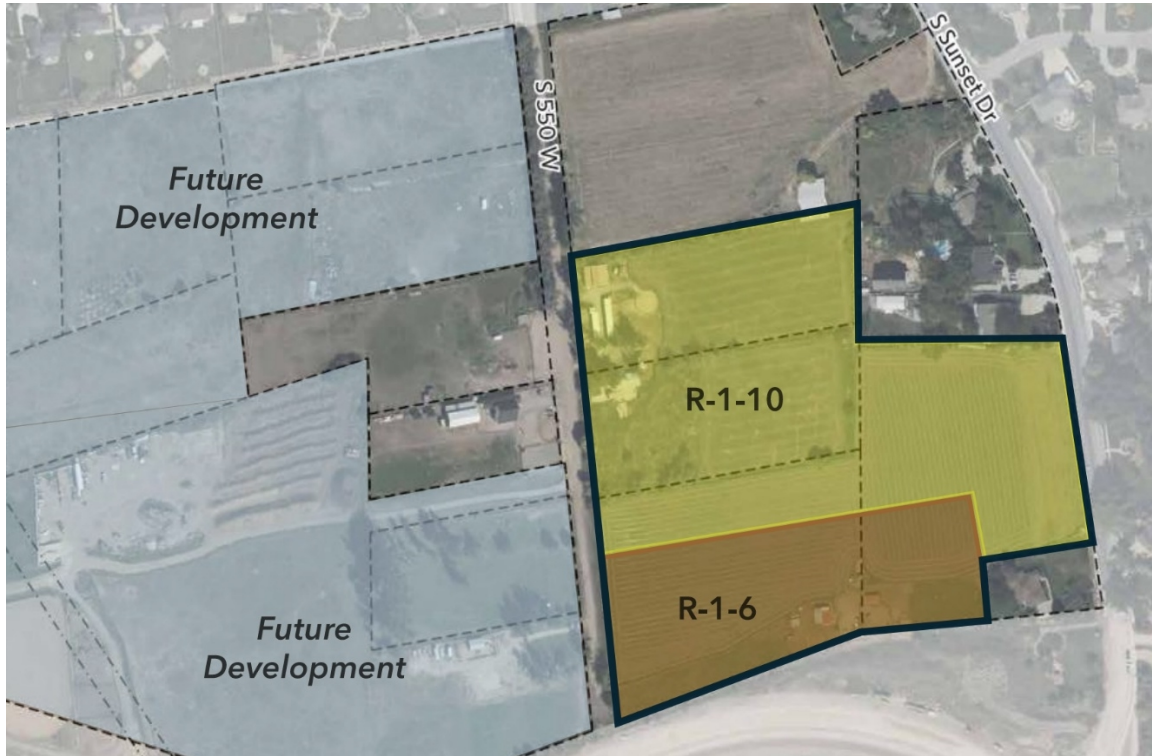 S Sunset Dr
S 550 W
Future
Development
R-1-10
R-1-6
Future
Development